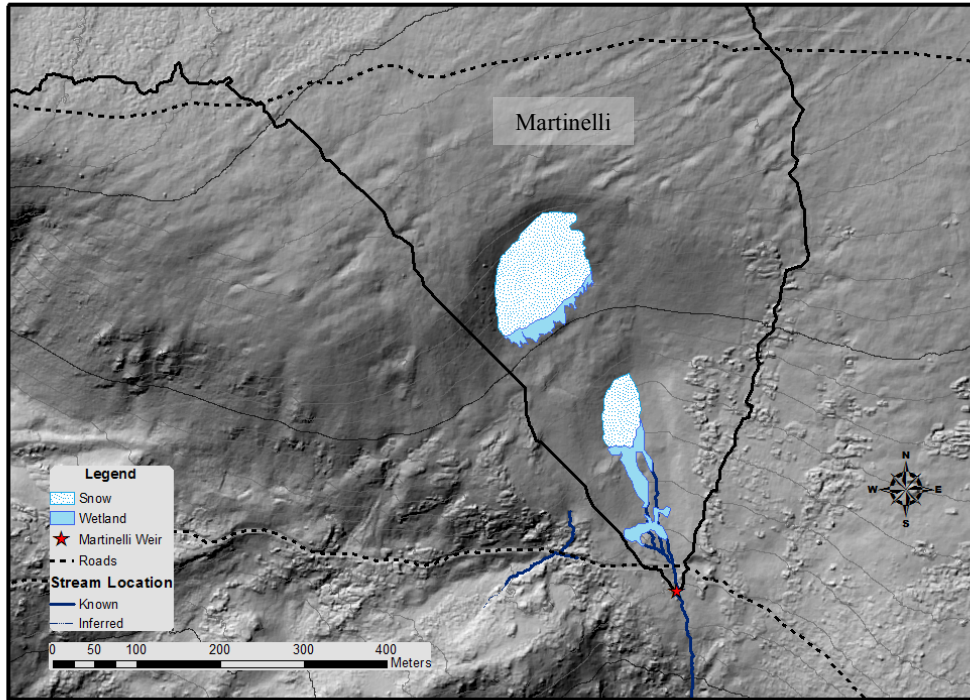 Martinelli
N
W E
S
Legend
Snow
Wetland
Martinelli Weir
Roads
Stream Location
Known
Inferred
0 50 100 200 300 400
Meters